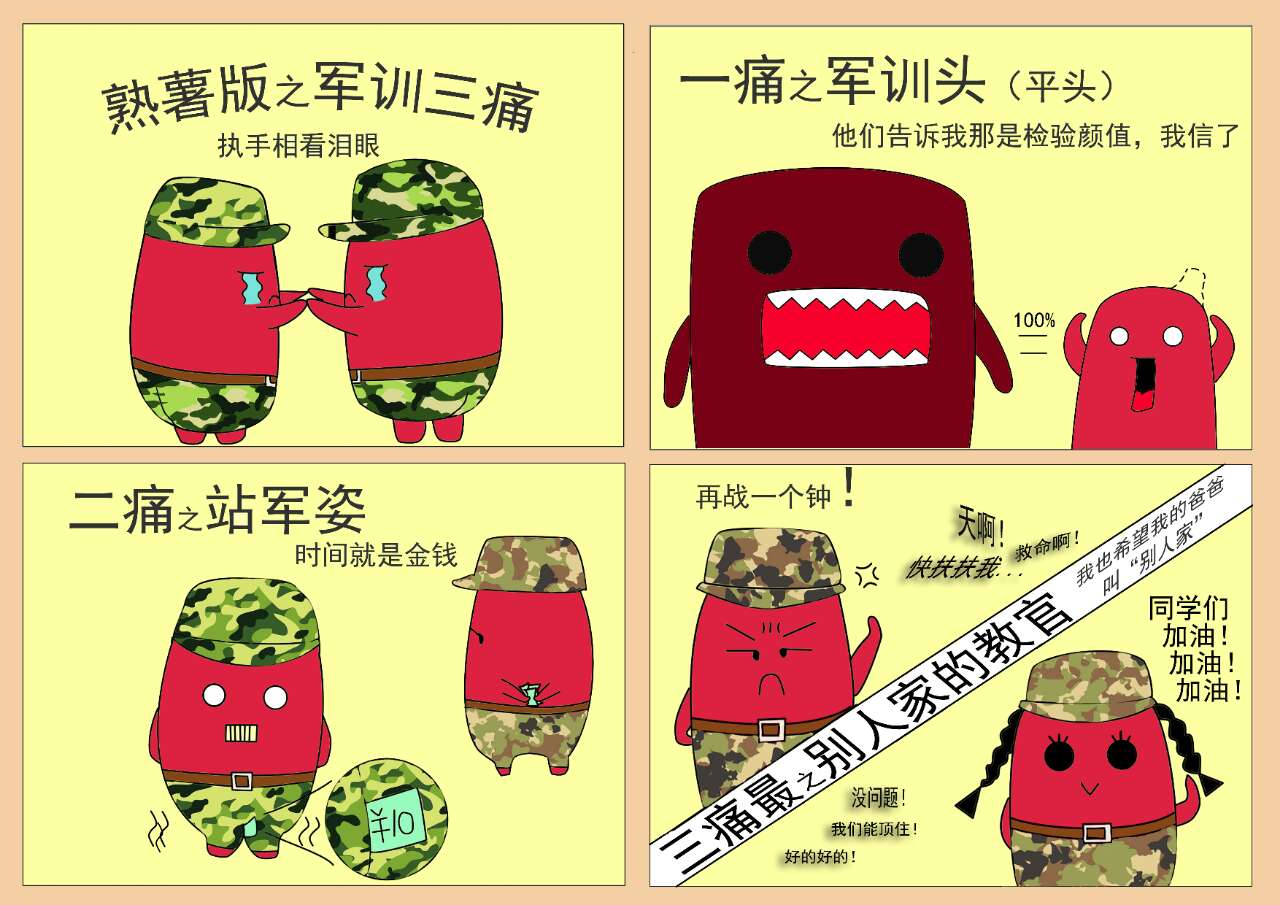 熟薯版之军训三痛
执手相看泪眼
一痛之军训头（平头）
他们告诉我那是检验颜值，我信了
100%
二痛之站军姿
时间就是金钱
¥10
再战一个钟！
天啊！
快扶扶我...
救命啊！
我也希望我的爸爸
叫“别人家”
三痛最之别人家的教官
同学们
加油！
加油！
加油！
没问题！
我们能顶住！
好的好的！